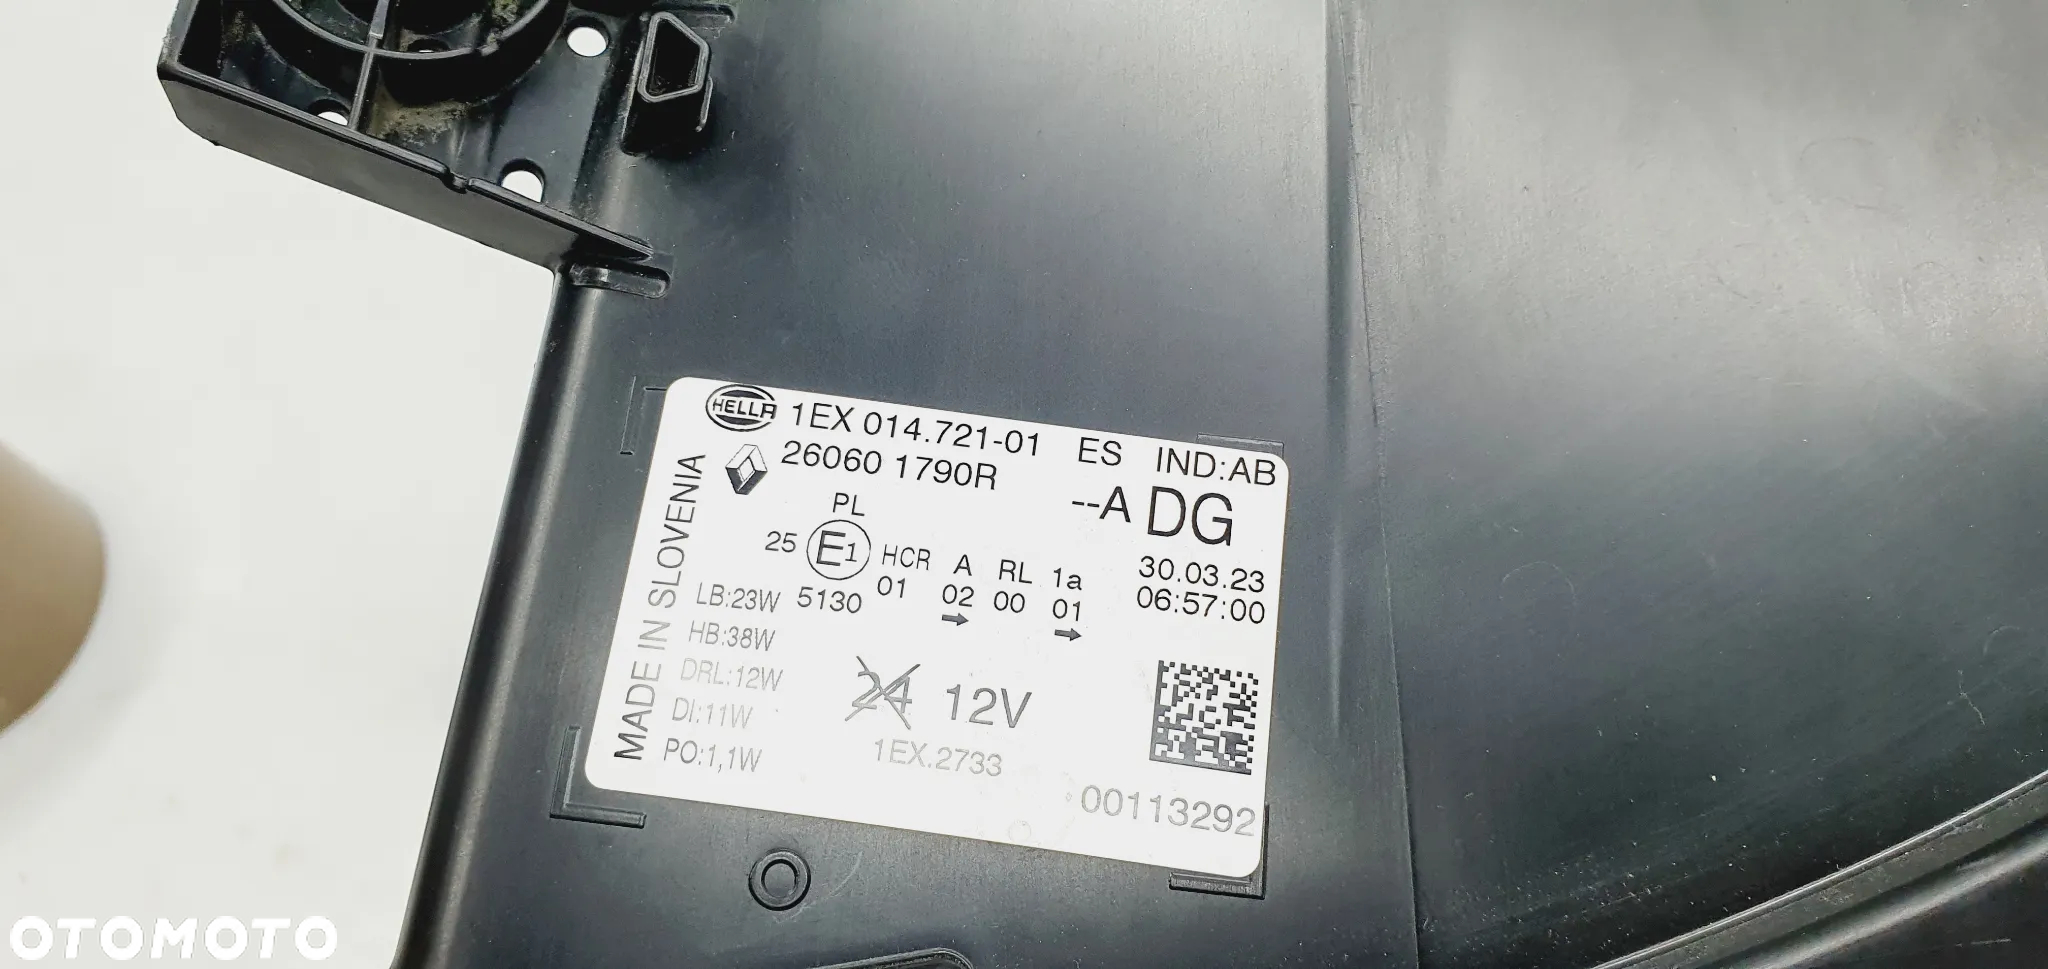 HELLA 1EX 014.721-01 ES IND:AB
26060 1790R
--A DG
PL
25 E1 HCR A RL 1a
5130 01 02 00 01
30.03.23
06:57:00
MADE IN SLOVENIA
LB:23W
HB:38W
DRL:12W
DI:11W
PO:1,1W
24 12V
1EX.2733
00113292
OTOMOTO